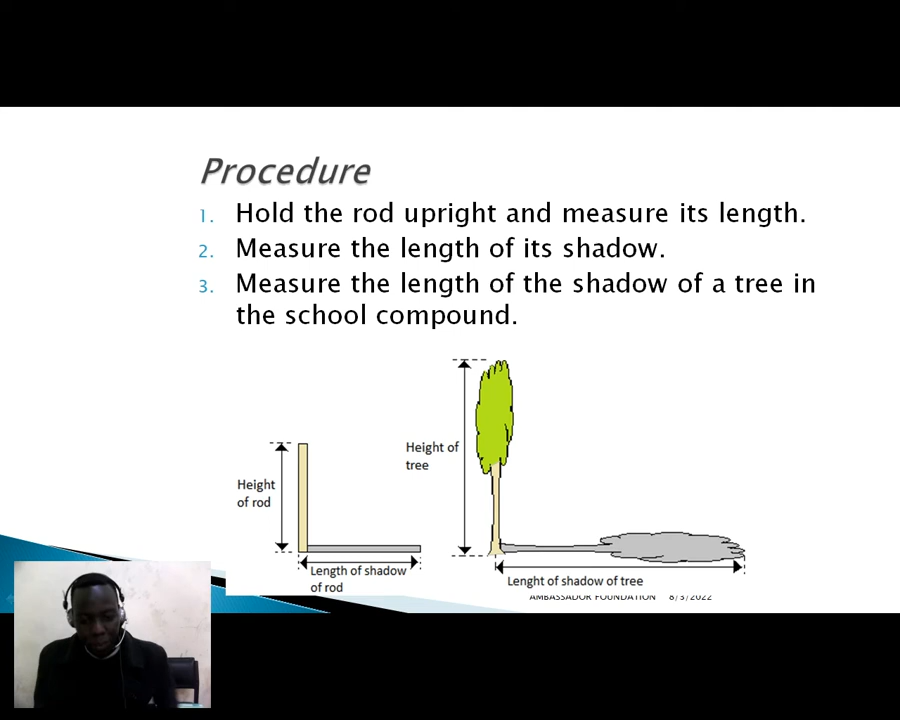 Procedure
1. Hold the rod upright and measure its length.
2. Measure the length of its shadow.
3. Measure the length of the shadow of a tree in
the school compound.
Height of
tree
Height
of rod
Length of shadow
of rod
Lenght of shadow of tree
AMBASSADOR FOUNDATION 8/3/2022